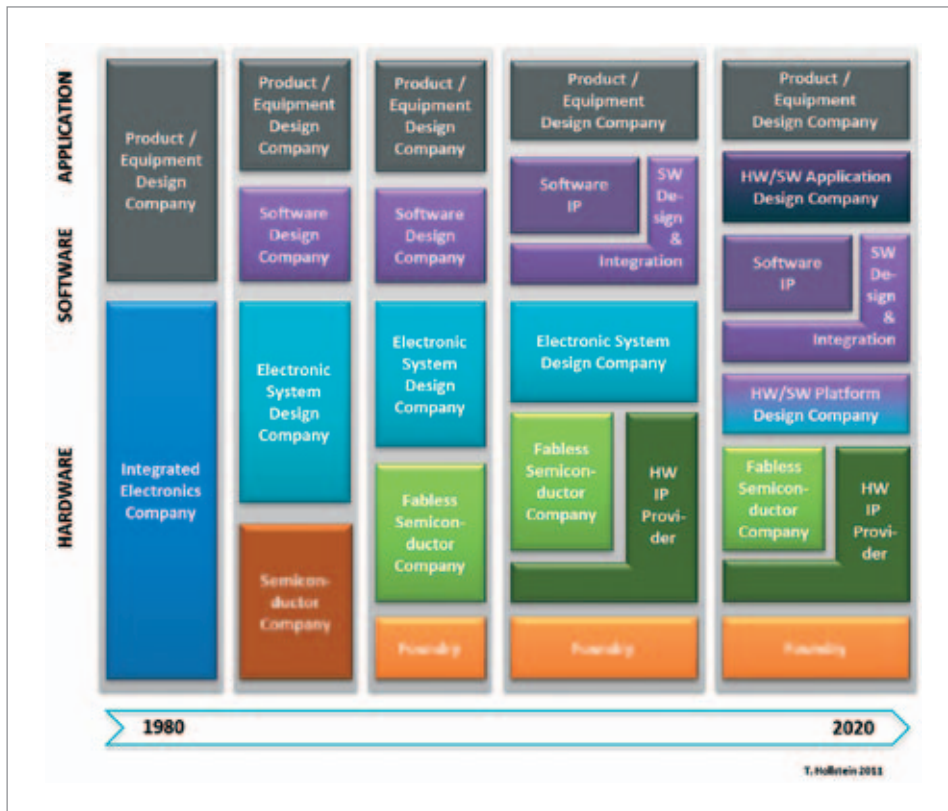 APPLICATION
SOFTWARE
HARDWARE
Product /
Equipment
Design
Company
Integrated
Electronics
Company
Product /
Equipment
Design
Company
Software
Design
Company
Electronic
System
Design
Company
Semicon-
ductor
Company
Product /
Equipment
Design
Company
Software
Design
Company
Electronic
System
Design
Company
Fabless
Semicon-
ductor
Company
Foundry
Product /
Equipment
Design Company
Software
IP
SW
De-
sign
&
Integration
Electronic System
Design Company
Fabless
Semicon-
ductor
Company
HW
IP
Provi-
der
Foundry
Product /
Equipment
Design Company
HW/SW Application
Design Company
Software
IP
SW
De-
sign
&
Integration
HW/SW Platform
Design Company
Fabless
Semicon-
ductor
Company
HW
IP
Provi-
der
Foundry
1980
2020
T. Hollstein 2011